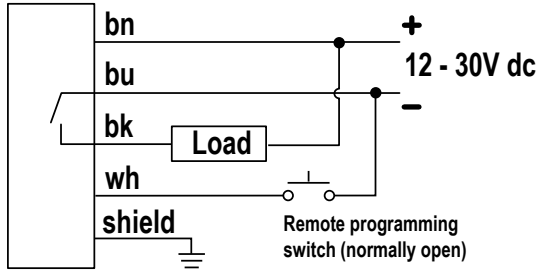 bn
+
12 - 30V dc
bu
–
bk
Load
wh
shield
Remote programming
switch (normally open)